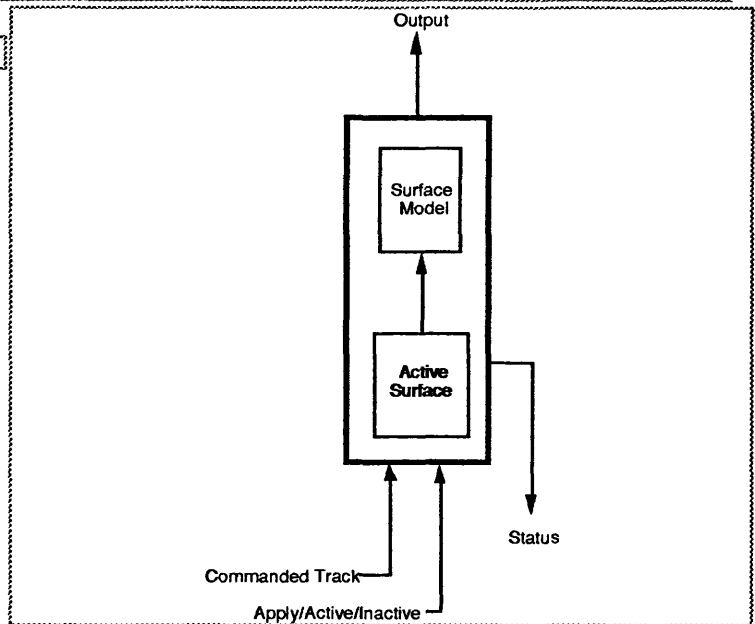 Output
Surface
Model
Active
Surface
Status
Commanded Track
Apply/Active/Inactive